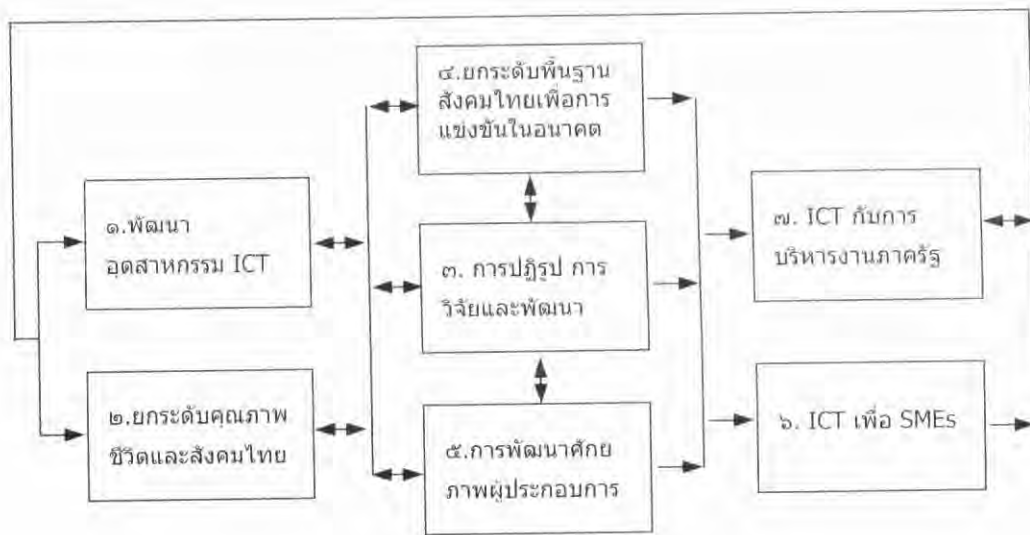 ๔.ยกระดับพื้นฐาน
สังคมไทยเพื่อการ
แข่งขันในอนาคต
๑.พัฒนา
อุตสาหกรรม ICT
๓. การปฏิรูป การ
วิจัยและพัฒนา
๗. ICT กับการ
บริหารงานภาครัฐ
๒.ยกระดับคุณภาพ
ชีวิตและสังคมไทย
๕.การพัฒนาศักย
ภาพผู้ประกอบการ
๖. ICT เพื่อ SMEs